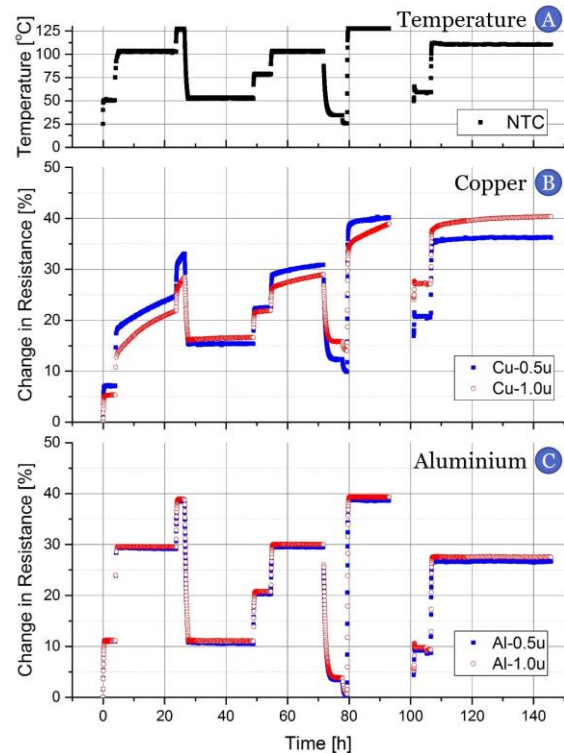 Temperature A
Temperature [°C]
125
100
75
50
25
0
NTC
Copper B
Change in Resistance [%]
50
40
30
20
10
0
Cu-0.5u
Cu-1.0u
Aluminium C
Change in Resistance [%]
50
40
30
20
10
0
Al-0.5u
Al-1.0u
0 20 40 60 80 100 120 140
Time [h]